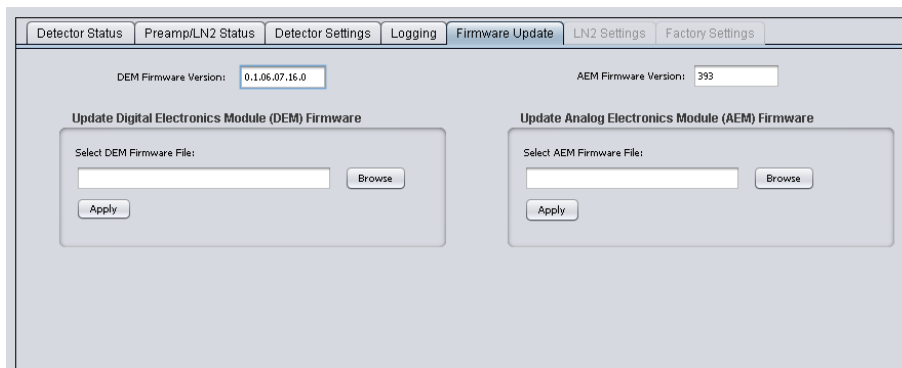 Detector Status Preamp/LN2 Status Detector Settings Logging Firmware Update LN2 Settings Factory Settings
DEM Firmware Version: 0.1.06.07.16.0 AEM Firmware Version: 393
Update Digital Electronics Module (DEM) Firmware
Select DEM Firmware File:
Browse
Apply
Update Analog Electronics Module (AEM) Firmware
Select AEM Firmware File:
Browse
Apply